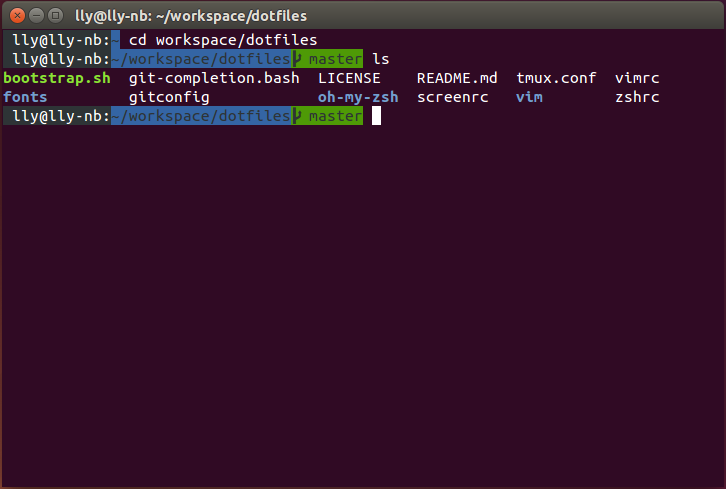 lly@lly-nb: ~/workspace/dotfiles
lly@lly-nb:~ cd workspace/dotfiles
lly@lly-nb:~/workspace/dotfiles master ls
bootstrap.sh git-completion.bash LICENSE README.md tmux.conf vimrc
fonts gitconfig oh-my-zsh screenrc vim zshrc
lly@lly-nb:~/workspace/dotfiles master